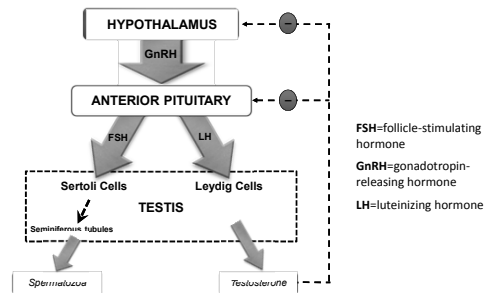 HYPOTHALAMUS
–
GnRH
ANTERIOR PITUITARY
–
FSH
LH
Sertoli Cells
Leydig Cells
TESTIS
Seminiferous tubules
Spermatozoa
Testosterone
FSH=follicle-stimulating
hormone
GnRH=gonadotropin-
releasing hormone
LH=luteinizing hormone